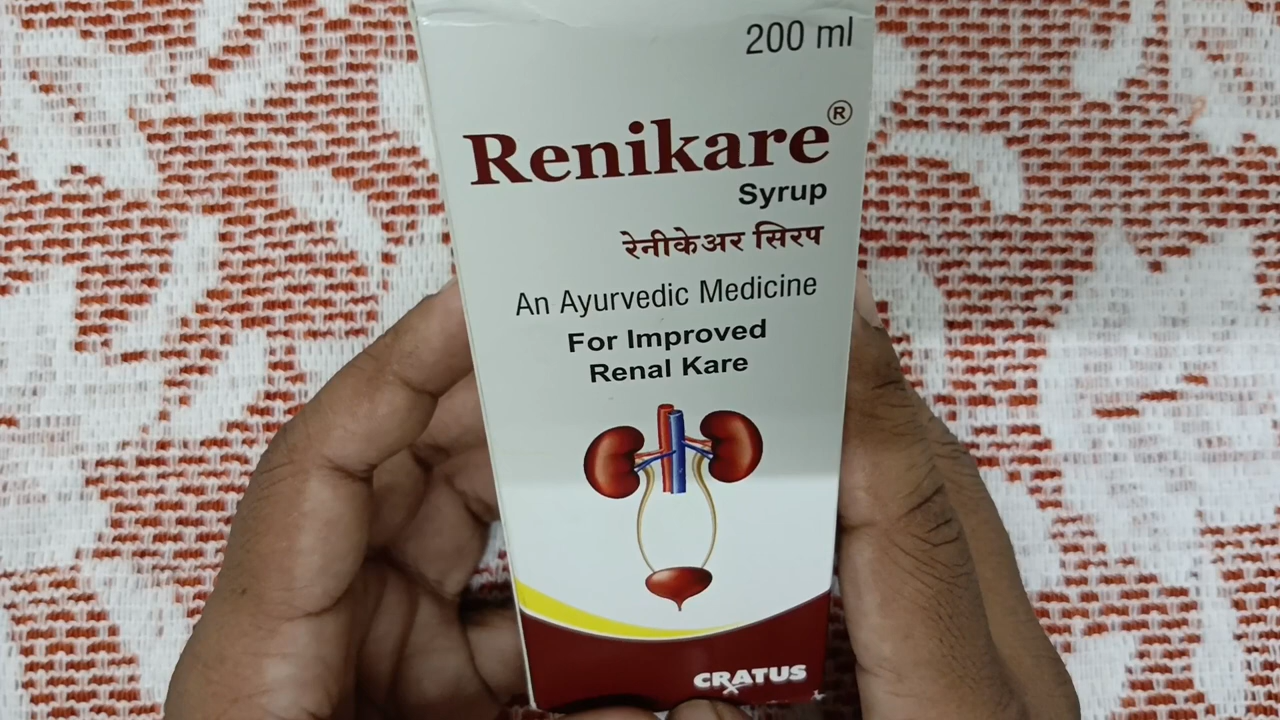 200 ml
Renikare®
Syrup
रेनीकेअर सिरप
An Ayurvedic Medicine
For Improved
Renal Kare
CRATUS